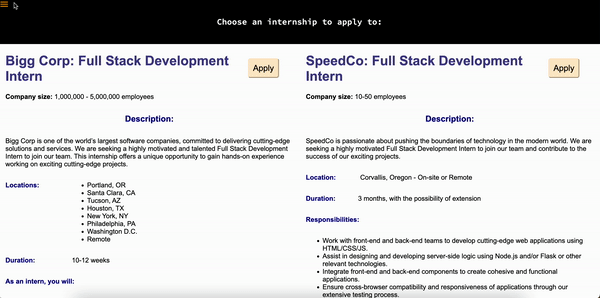 Choose an internship to apply to:
Bigg Corp: Full Stack Development
Intern
Apply
Company size: 1,000,000 - 5,000,000 employees
Description:
Bigg Corp is one of the world's largest software companies, committed to delivering cutting-edge
solutions and services. We are seeking a highly motivated and talented Full Stack Development
Intern to join our team. This internship offers a unique opportunity to gain hands-on experience
working on exciting cutting-edge projects.
Locations:
• Portland, OR
• Santa Clara, CA
• Tucson, AZ
• Houston, TX
• New York, NY
• Philadelphia, PA
• Washington D.C.
• Remote
Duration: 10-12 weeks
As an intern, you will:
SpeedCo: Full Stack Development
Intern
Apply
Company size: 10-50 employees
Description:
SpeedCo is passionate about pushing the boundaries of technology in the modern world. We are
seeking a highly motivated Full Stack Development Intern to join our team and contribute to the
success of our exciting projects.
Location: Corvallis, Oregon - On-site or Remote
Duration: 3 months, with the possibility of extension
Responsibilities:
• Work with front-end and back-end teams to develop cutting-edge web applications using
HTML/CSS/JS.
• Assist in designing and developing server-side logic using Node.js and/or Flask or other
relevant technologies.
• Integrate front-end and back-end components to create cohesive and functional
applications.
• Ensure cross-browser compatibility and responsiveness of applications through our
extensive testing process.